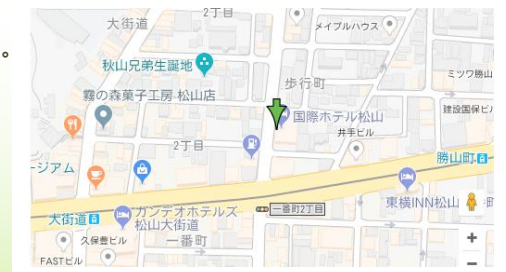 。
大街道
2丁目
メイプルハウス
秋山兄弟生誕地
歩行町
ミツワ勝山
霧の森菓子工房 松山店
国際ホテル松山
建設国保ビル
井手ビル
2丁目
勝山町
ージアム
東横INN松山
町
大街道
カンデオホテルズ
松山大街道
一番町2丁目
久保豊ビル
一番町
FASTビル
+
−